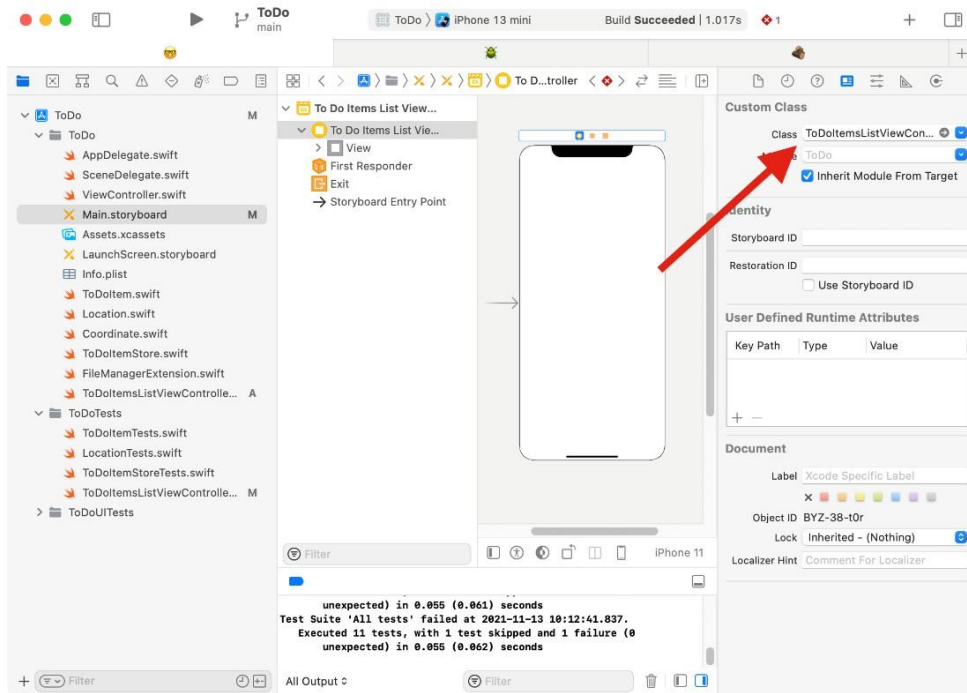 ToDo
main
ToDo 〉 iPhone 13 mini
Build Succeeded | 1.017s
1
To D...troller
ToDo M
ToDo
AppDelegate.swift
SceneDelegate.swift
ViewController.swift
Main.storyboard M
Assets.xcassets
LaunchScreen.storyboard
Info.plist
ToDoItem.swift
Location.swift
Coordinate.swift
ToDoItemStore.swift
FileManagerExtension.swift
ToDoItemsListViewControlle... A
ToDoTests
ToDoItemTests.swift
LocationTests.swift
ToDoItemStoreTests.swift
ToDoItemsListViewControlle... M
ToDoUITests
Filter
To Do Items List View...
To Do Items List Vie...
View
First Responder
Exit
Storyboard Entry Point
Filter
iPhone 11
unexpected) in 0.055 (0.061) seconds
Test Suite 'All tests' failed at 2021-11-13 10:12:41.837.
Executed 11 tests, with 1 test skipped and 1 failure (0
unexpected) in 0.055 (0.062) seconds
All Output
Filter
Custom Class
Class ToDoItemsListViewCon...
ToDo
Inherit Module From Target
Storyboard ID
Restoration ID
Use Storyboard ID
User Defined Runtime Attributes
Key Path Type Value
Document
Label Xcode Specific Label
Object ID BYZ-38-t0r
Lock Inherited - (Nothing)
Localizer Hint Comment For Localizer